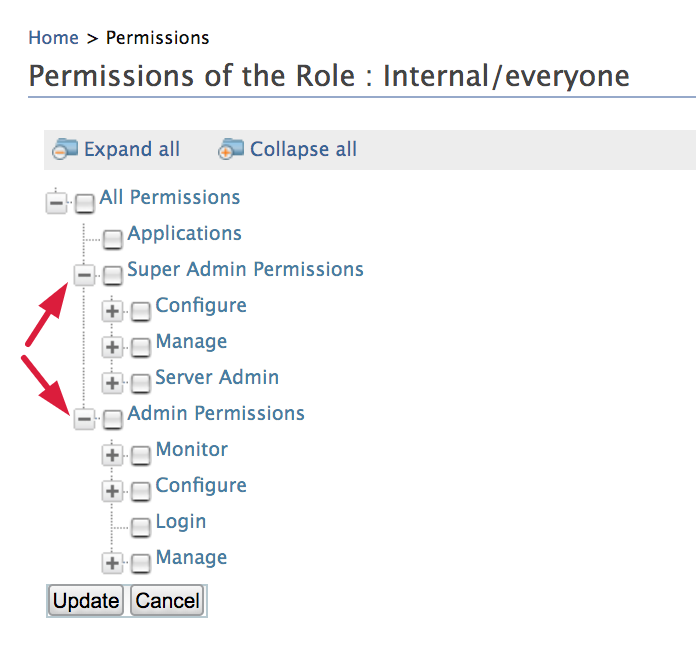 Home > Permissions
Permissions of the Role : Internal/everyone
Expand all Collapse all
All Permissions
Applications
Super Admin Permissions
Configure
Manage
Server Admin
Admin Permissions
Monitor
Configure
Login
Manage
Update Cancel